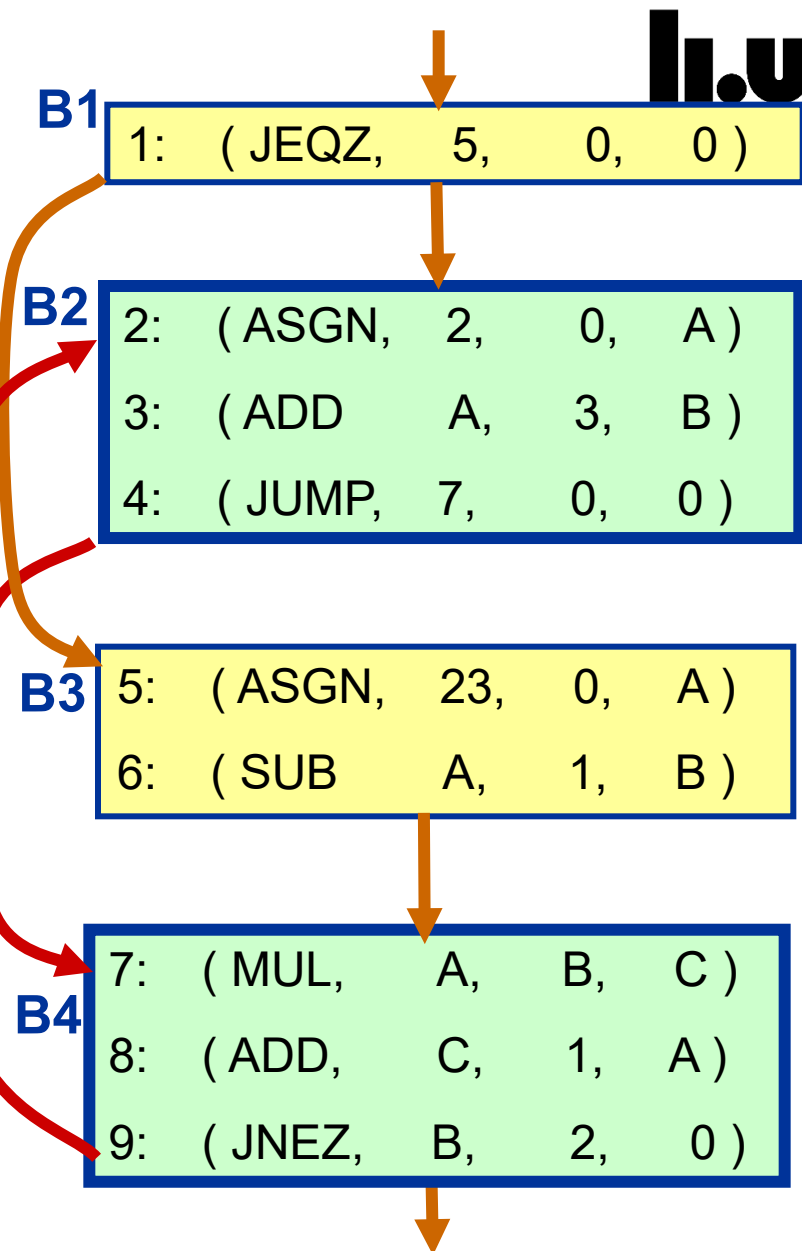 li.u
B1
1: ( JEQZ, 5, 0, 0 )
B2
2: ( ASGN, 2, 0, A )
3: ( ADD A, 3, B )
4: ( JUMP, 7, 0, 0 )
B3
5: ( ASGN, 23, 0, A )
6: ( SUB A, 1, B )
B4
7: ( MUL, A, B, C )
8: ( ADD, C, 1, A )
9: ( JNEZ, B, 2, 0 )